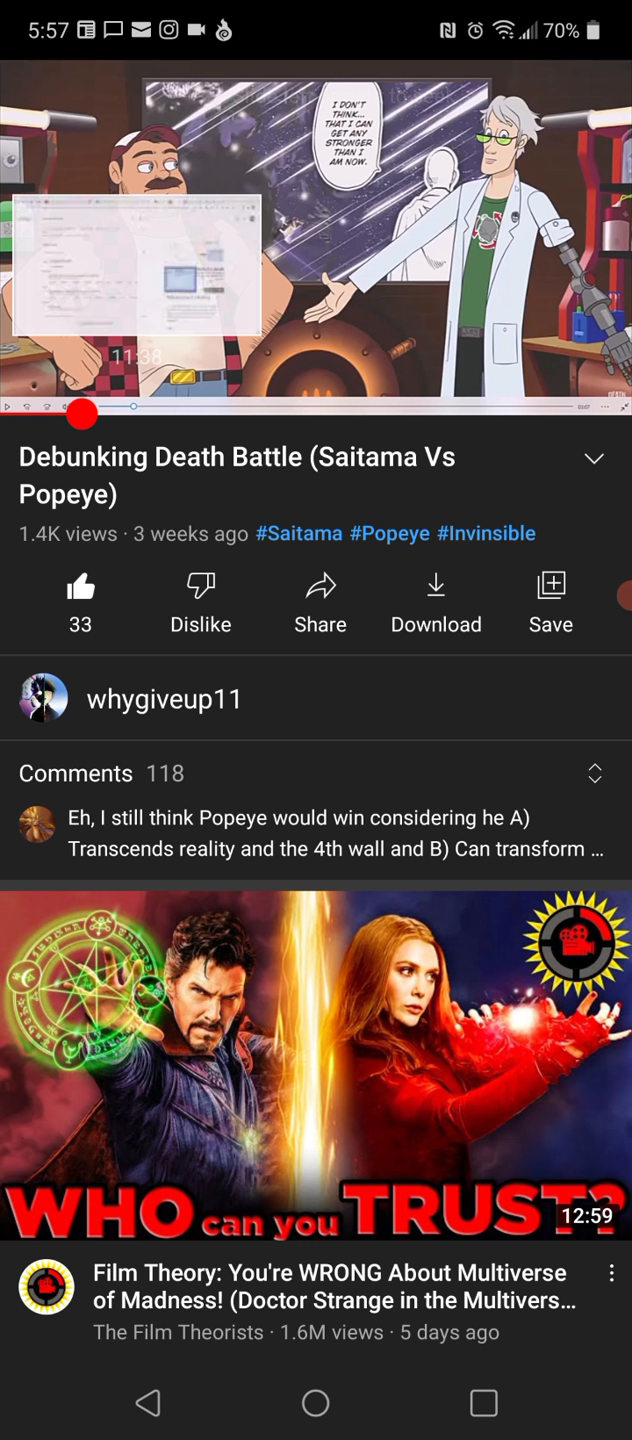 5:57
70%
I DON'T
THINK...
THAT I CAN
GET ANY
STRONGER
THAN I
AM NOW.
11:38
DEATH
Debunking Death Battle (Saitama Vs
Popeye)
1.4K views · 3 weeks ago #Saitama #Popeye #Invinsible
33 Dislike Share Download Save
whygiveup11
Comments 118
Eh, I still think Popeye would win considering he A)
Transcends reality and the 4th wall and B) Can transform ...
WHO can you TRUST?
12:59
Film Theory: You're WRONG About Multiverse
of Madness! (Doctor Strange in the Multivers...
The Film Theorists · 1.6M views · 5 days ago